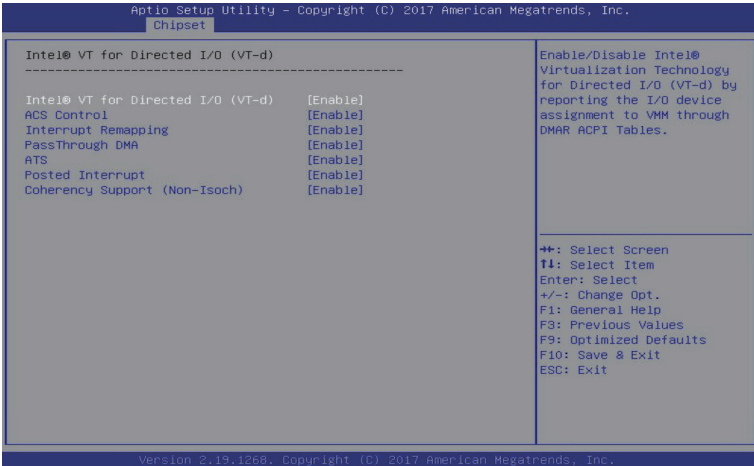 Aptio Setup Utility – Copyright (C) 2017 American Megatrends, Inc.
Chipset
Intel® VT for Directed I/O (VT-d)
--------------------------------------------------
Intel® VT for Directed I/O (VT-d) [Enable]
ACS Control [Enable]
Interrupt Remapping [Enable]
PassThrough DMA [Enable]
ATS [Enable]
Posted Interrupt [Enable]
Coherency Support (Non-Isoch) [Enable]
Enable/Disable Intel®
Virtualization Technology
for Directed I/O (VT-d) by
reporting the I/O device
assignment to VMM through
DMAR ACPI Tables.
→←: Select Screen
↑↓: Select Item
Enter: Select
+/-: Change Opt.
F1: General Help
F3: Previous Values
F9: Optimized Defaults
F10: Save & Exit
ESC: Exit
Version 2.19.1268. Copyright (C) 2017 American Megatrends, Inc.